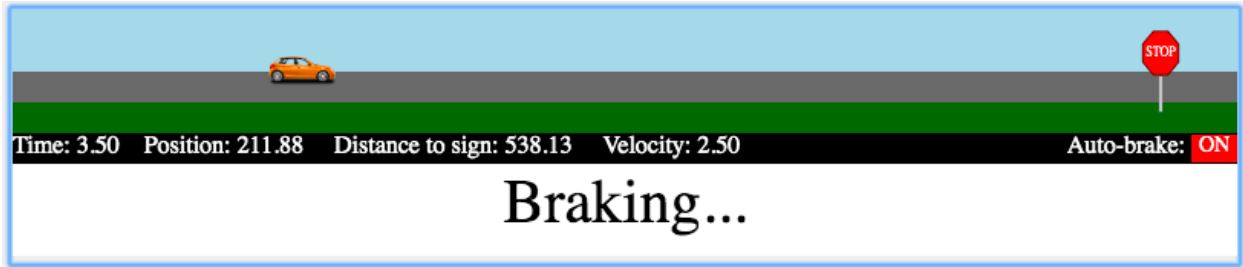 STOP
Time: 3.50 Position: 211.88 Distance to sign: 538.13 Velocity: 2.50 Auto-brake: ON
Braking...